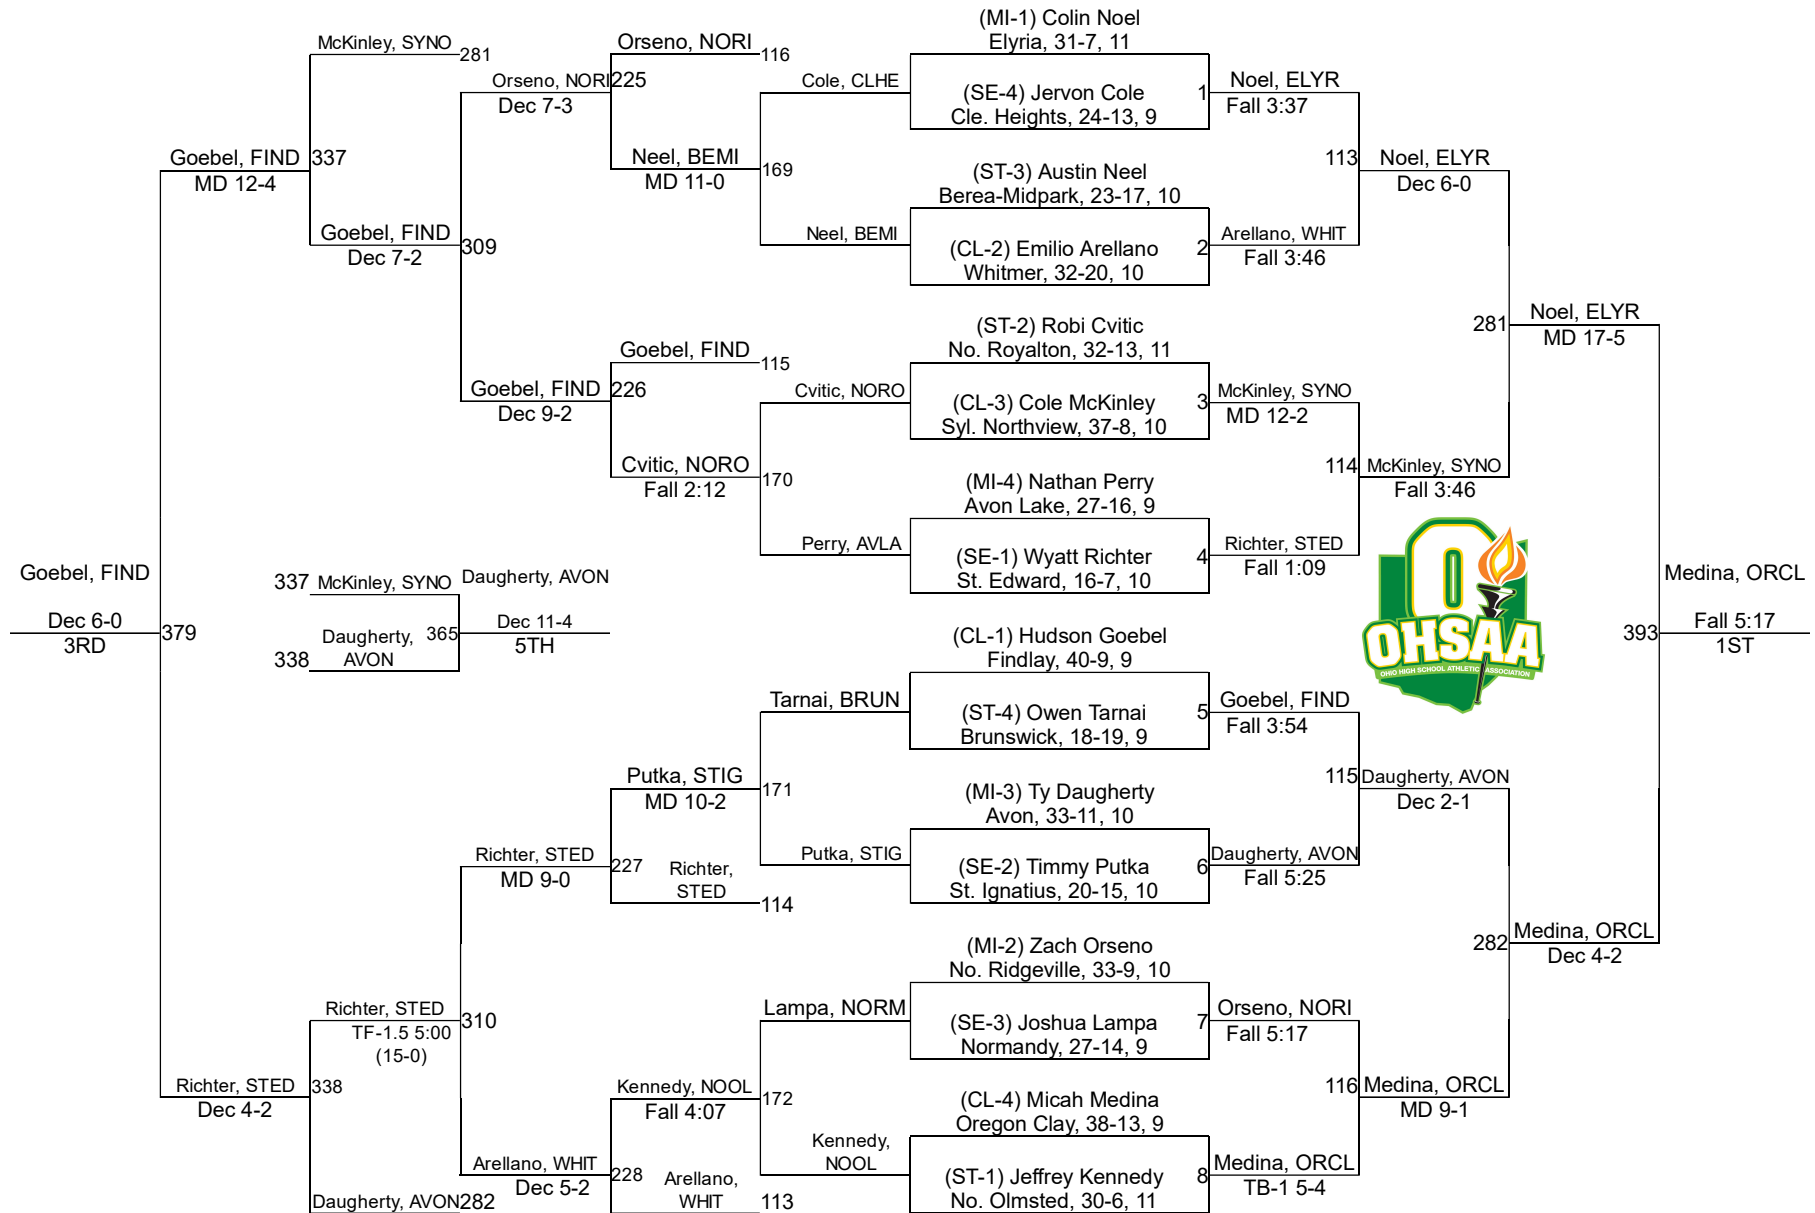 (MI-1) Colin Noel
Elyria, 31-7, 11
McKinley, SYNO
281
Orseno, NORI
116
Orseno, NORI
225
Dec 7-3
Cole, CLHE
(SE-4) Jervon Cole
Cle. Heights, 24-13, 9
1
Noel, ELYR
Fall 3:37
Goebel, FIND
337
MD 12-4
Neel, BEMI
169
MD 11-0
113
Noel, ELYR
Dec 6-0
(ST-3) Austin Neel
Berea-Midpark, 23-17, 10
Goebel, FIND
309
Dec 7-2
Neel, BEMI
(CL-2) Emilio Arellano
Whitmer, 32-20, 10
2
Arellano, WHIT
Fall 3:46
281
Noel, ELYR
MD 17-5
(ST-2) Robi Cvitic
No. Royalton, 32-13, 11
Goebel, FIND
115
Goebel, FIND
226
Dec 9-2
Cvitic, NORO
(CL-3) Cole McKinley
Syl. Northview, 37-8, 10
3
McKinley, SYNO
MD 12-2
Cvitic, NORO
170
Fall 2:12
114
McKinley, SYNO
Fall 3:46
(MI-4) Nathan Perry
Avon Lake, 27-16, 9
Perry, AVLA
(SE-1) Wyatt Richter
St. Edward, 16-7, 10
4
Richter, STED
Fall 1:09
O
OHSAA
OHIO HIGH SCHOOL ATHLETIC ASSOCIATION
Goebel, FIND
Dec 6-0
3RD
379
337
McKinley, SYNO
Daugherty, AVON
Daugherty,
AVON
338
365
Dec 11-4
5TH
Medina, ORCL
393
Fall 5:17
1ST
(CL-1) Hudson Goebel
Findlay, 40-9, 9
Tarnai, BRUN
(ST-4) Owen Tarnai
Brunswick, 18-19, 9
5
Goebel, FIND
Fall 3:54
Putka, STIG
171
MD 10-2
115
Daugherty, AVON
Dec 2-1
(MI-3) Ty Daugherty
Avon, 33-11, 10
Richter, STED
227
MD 9-0
Richter,
STED
114
Putka, STIG
(SE-2) Timmy Putka
St. Ignatius, 20-15, 10
6
Daugherty, AVON
Fall 5:25
282
Medina, ORCL
Dec 4-2
(MI-2) Zach Orseno
No. Ridgeville, 33-9, 10
Richter, STED
310
TF-1.5 5:00
(15-0)
Lampa, NORM
(SE-3) Joshua Lampa
Normandy, 27-14, 9
7
Orseno, NORI
Fall 5:17
Richter, STED
338
Dec 4-2
Kennedy, NOOL
172
Fall 4:07
116
Medina, ORCL
MD 9-1
(CL-4) Micah Medina
Oregon Clay, 38-13, 9
Kennedy,
NOOL
Arellano, WHIT
228
Dec 5-2
Arellano,
WHIT
113
(ST-1) Jeffrey Kennedy
No. Olmsted, 30-6, 11
8
Medina, ORCL
TB-1 5-4
Daugherty, AVON
282